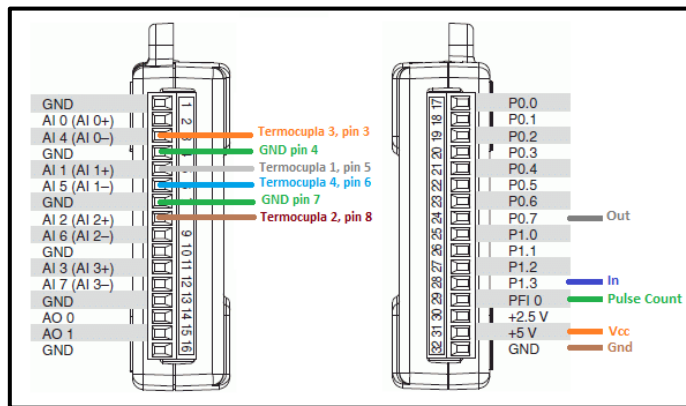 GND 1
AI 0 (AI 0+) 2
AI 4 (AI 0–) 3 Termocupla 3, pin 3
GND GND pin 4
AI 1 (AI 1+) Termocupla 1, pin 5
AI 5 (AI 1–) Termocupla 4, pin 6
GND GND pin 7
AI 2 (AI 2+) Termocupla 2, pin 8
AI 6 (AI 2–) 9
GND 10
AI 3 (AI 3+) 11
AI 7 (AI 3–) 12
GND 13
AO 0 14
AO 1 15
GND 16
17 P0.0
18 P0.1
19 P0.2
20 P0.3
21 P0.4
22 P0.5
23 P0.6
24 P0.7 Out
25 P1.0
26 P1.1
27 P1.2
28 P1.3 In
29 PFI 0 Pulse Count
30 +2.5 V
31 +5 V Vcc
32 GND Gnd